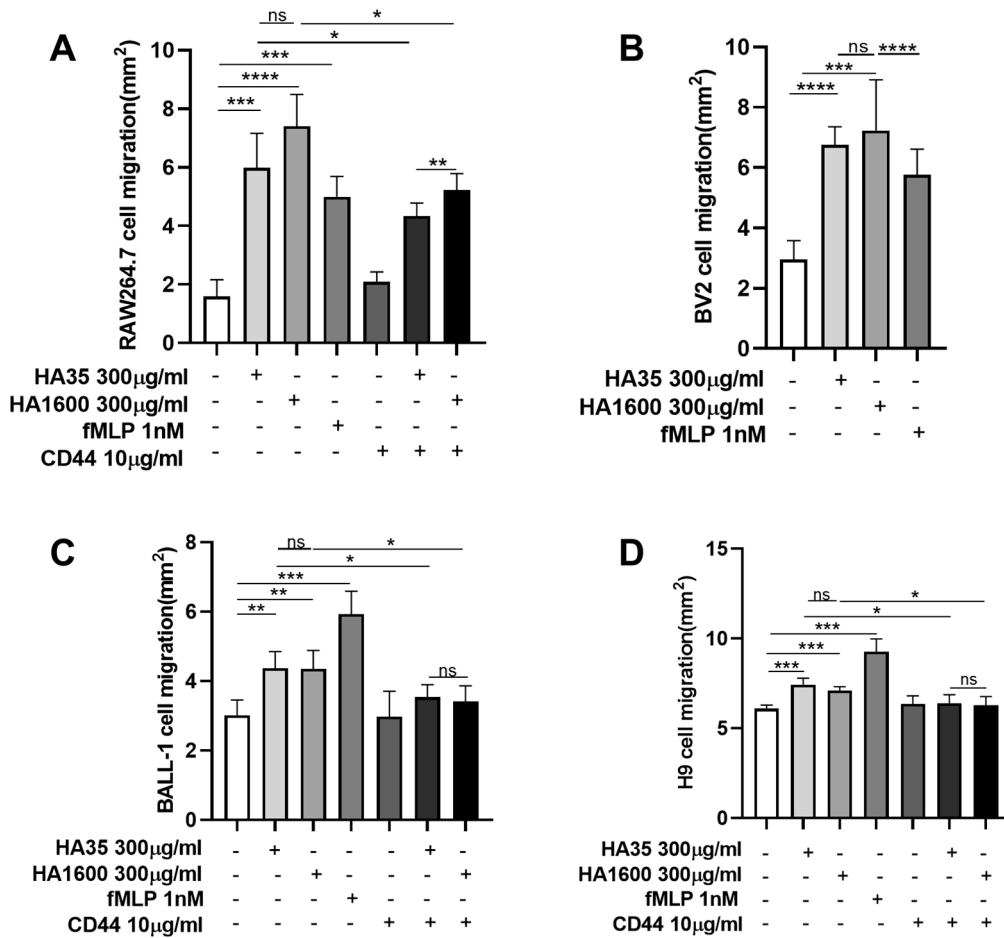 A
RAW264.7 cell migration(mm2)
10
8
6
4
2
0
ns
*
*
***
****
***
**
HA35 300μg/ml - + - - - + -
HA1600 300μg/ml - - + - - - +
fMLP 1nM - - - + - - -
CD44 10μg/ml - - - - + + +
B
BV2 cell migration(mm2)
10
8
6
4
2
0
ns ****
***
****
HA35 300μg/ml - + - -
HA1600 300μg/ml - - + -
fMLP 1nM - - - +
C
BALL-1 cell migration(mm2)
8
6
4
2
0
ns
*
*
***
**
**
ns
HA35 300μg/ml - + - - - + -
HA1600 300μg/ml - - + - - - +
fMLP 1nM - - - + - - -
CD44 10μg/ml - - - - + + +
D
H9 cell migration(mm2)
15
10
5
0
ns
*
*
***
***
***
ns
HA35 300μg/ml - + - - - + -
HA1600 300μg/ml - - + - - - +
fMLP 1nM - - - + - - -
CD44 10μg/ml - - - - + + +